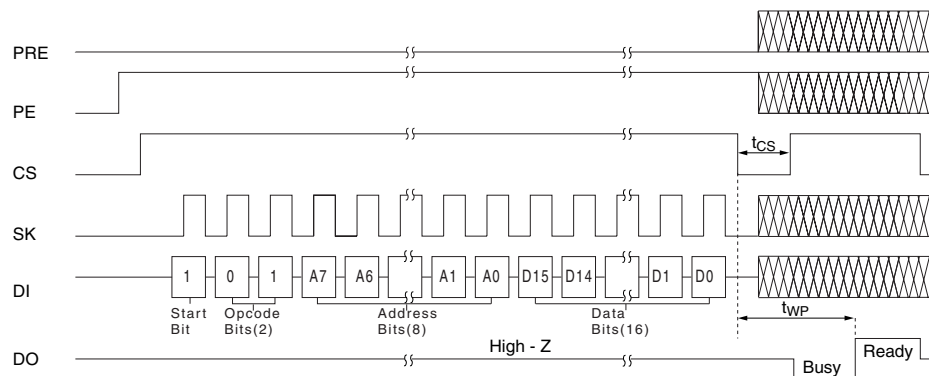 PRE
PE
CS
tCS
SK
DI
1 0 1 A7 A6 A1 A0 D15 D14 D1 D0
Start
Bit
Opcode
Bits(2)
Address
Bits(8)
Data
Bits(16)
tWP
DO
High - Z
Busy
Ready